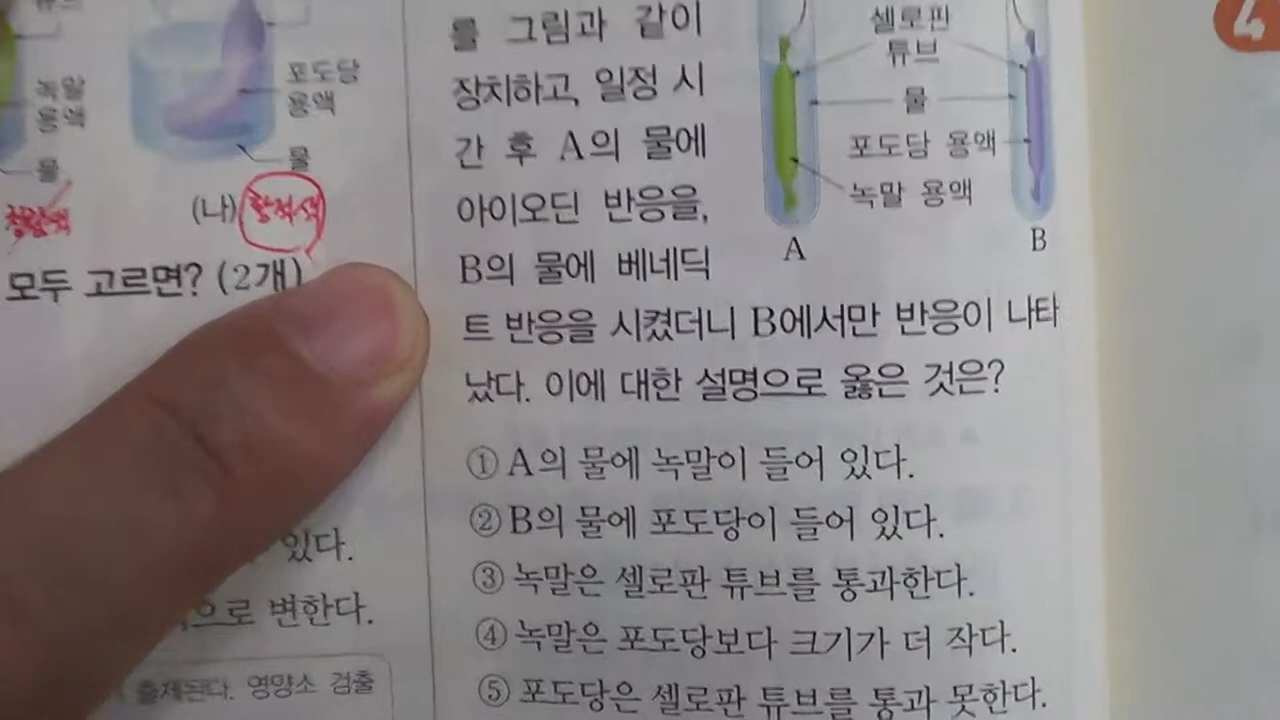 녹말
용액
물
포도당
용액
물
(나) 황적색
모두 고르면? (2개)
있다.
으로 변한다.
출제된다. 영양소 검출
를 그림과 같이
장치하고, 일정 시
간 후 A의 물에
아이오딘 반응을,
B의 물에 베네딕
트 반응을 시켰더니 B에서만 반응이 나타
났다. 이에 대한 설명으로 옳은 것은?
셀로판
튜브
물
포도당 용액
녹말 용액
A
B
① A의 물에 녹말이 들어 있다.
② B의 물에 포도당이 들어 있다.
③ 녹말은 셀로판 튜브를 통과한다.
④ 녹말은 포도당보다 크기가 더 작다.
⑤ 포도당은 셀로판 튜브를 통과 못한다.
4